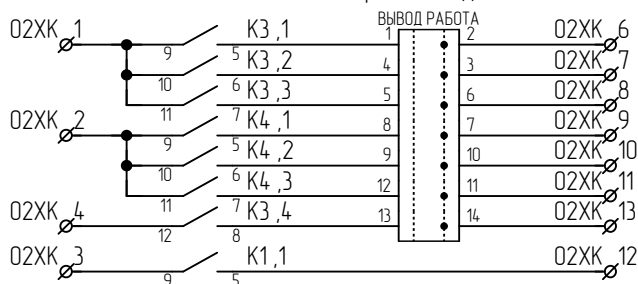 ВЫВОД РАБОТА
02ХК 1 9 5 К3,1 1 2 02ХК 6
10 6 К3,2 4 3 02ХК 7
11 7 К3,3 5 6 02ХК 8
02ХК 2 9 5 К4,1 8 7 02ХК 9
10 6 К4,2 9 10 02ХК 10
11 7 К4,3 12 11 02ХК 11
02ХК 4 12 8 К3,4 13 14 02ХК 13
02ХК 3 9 5 К1,1 02ХК 12